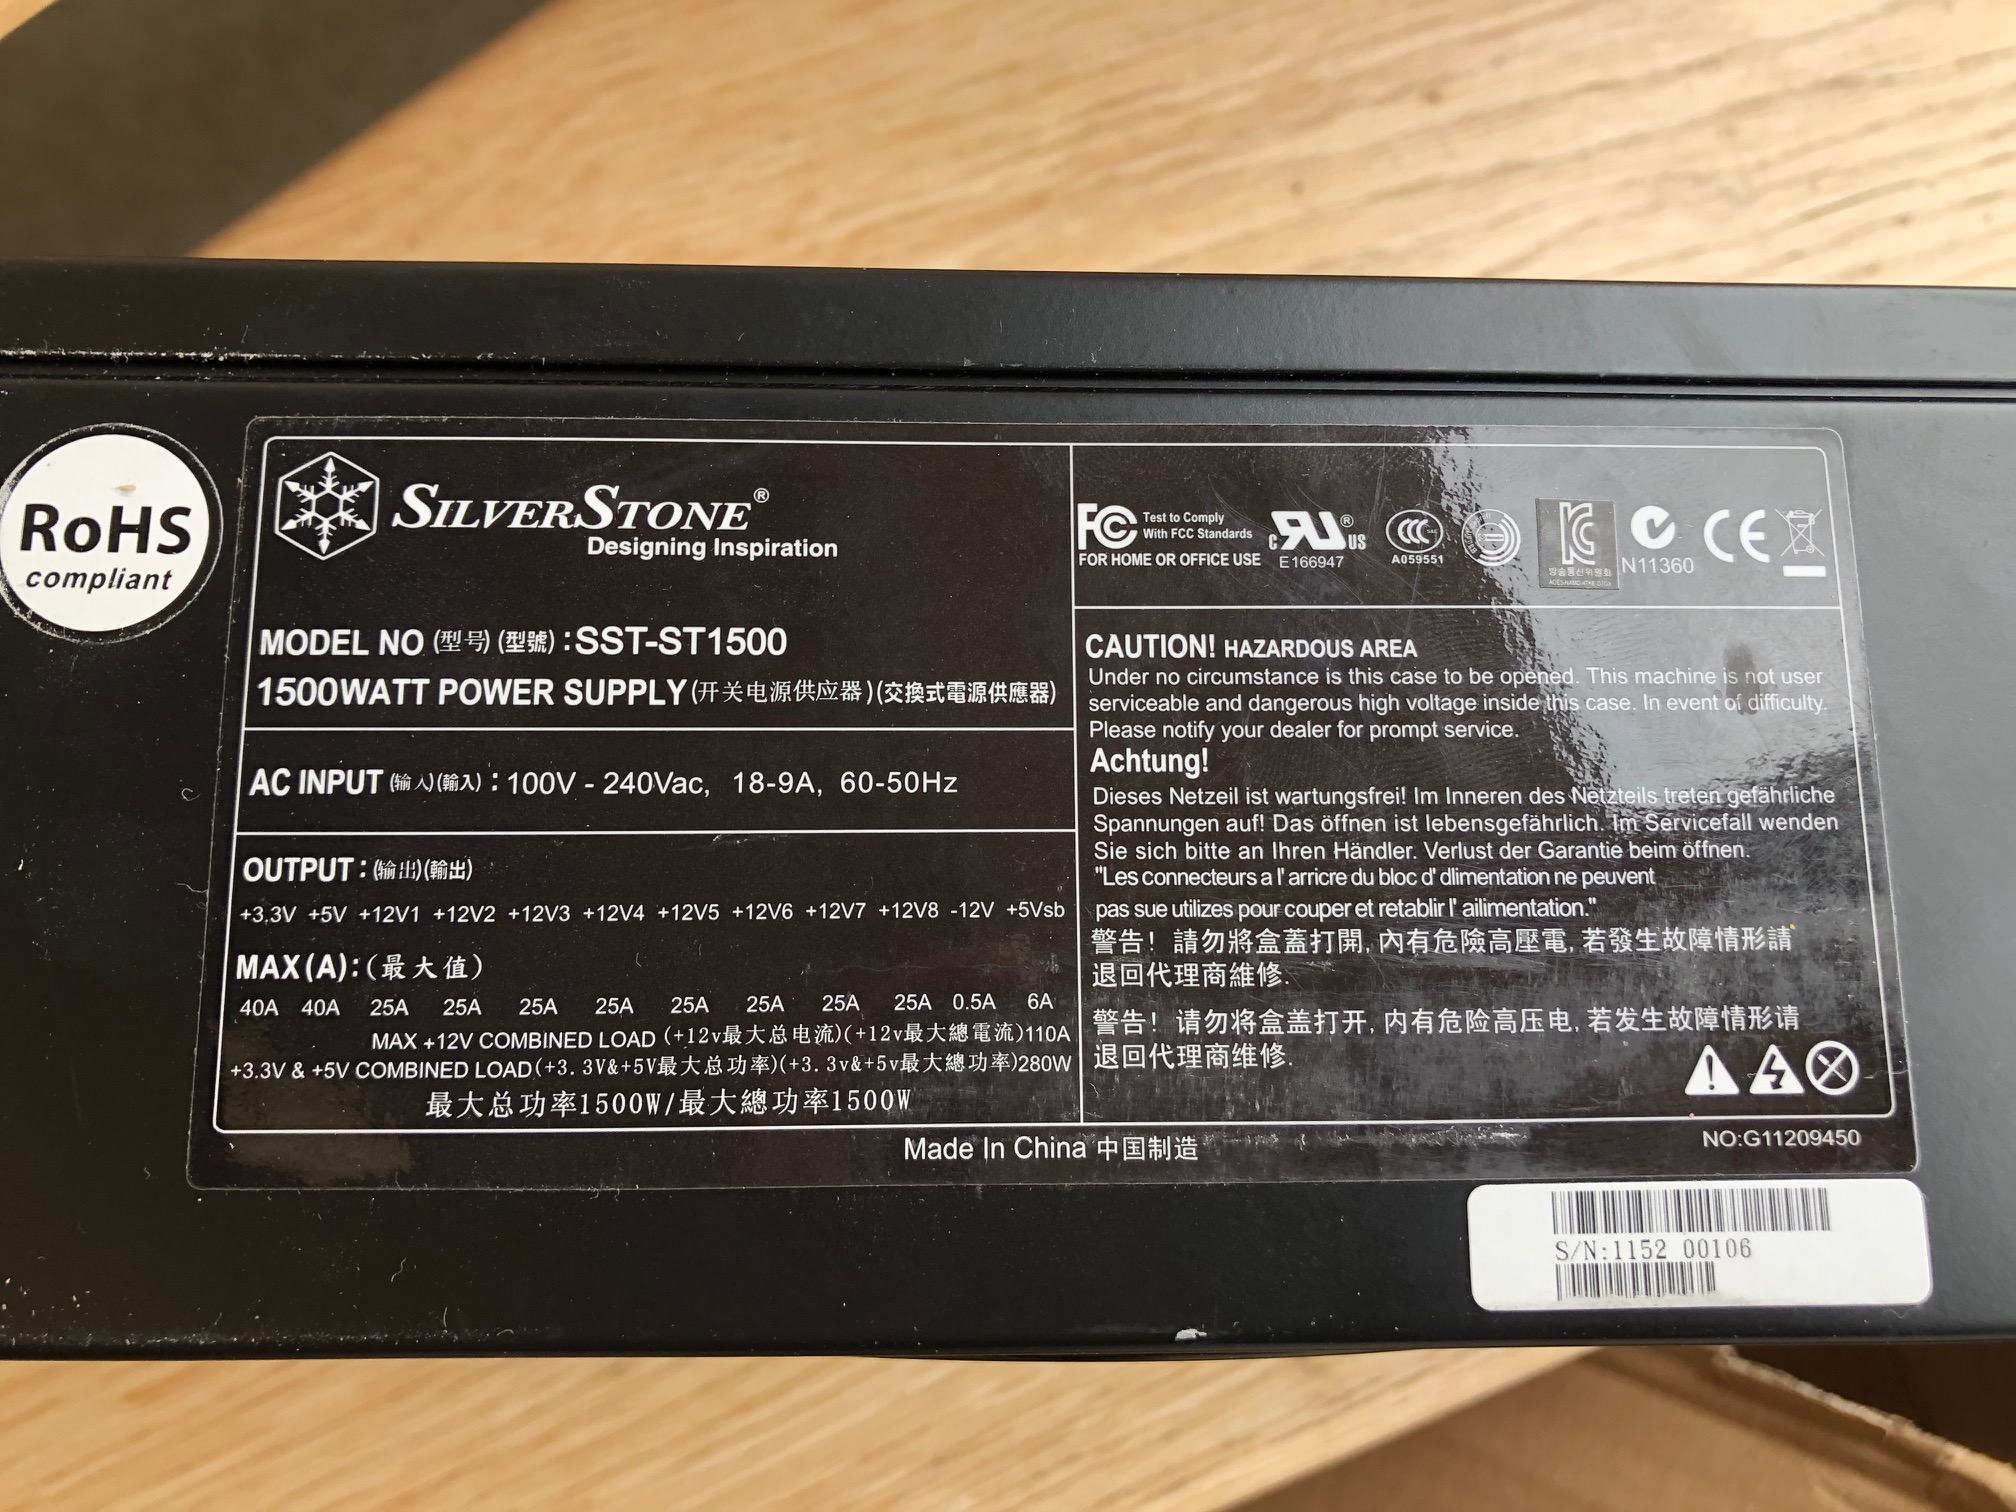 RoHS
compliant
SILVERSTONE®
Designing Inspiration
MODEL NO (型号) (型號) : SST-ST1500
1500WATT POWER SUPPLY (开关电源供应器) (交換式電源供應器)
AC INPUT (输入)(輸入) : 100V - 240Vac, 18-9A, 60-50Hz
OUTPUT : (输出)(輸出)
+3.3V +5V +12V1 +12V2 +12V3 +12V4 +12V5 +12V6 +12V7 +12V8 -12V +5Vsb
MAX (A): (最大值)
40A 40A 25A 25A 25A 25A 25A 25A 25A 25A 0.5A 6A
MAX +12V COMBINED LOAD (+12v最大总电流)(+12v最大總電流)110A
+3.3V & +5V COMBINED LOAD(+3.3V&+5V最大总功率)(+3.3v&+5v最大總功率)280W
最大总功率1500W/最大總功率1500W
FC Test to Comply
With FCC Standards
FOR HOME OR OFFICE USE
C RU ® US
E166947
CCC
A059551
KC
방송통신위원회
N11360
CE
CAUTION! HAZARDOUS AREA
Under no circumstance is this case to be opened. This machine is not user
serviceable and dangerous high voltage inside this case. In event of difficulty.
Please notify your dealer for prompt service.
Achtung!
Dieses Netzeil ist wartungsfrei! Im Inneren des Netzteils treten gefährliche
Spannungen auf! Das öffnen ist lebensgefährlich. Im Servicefall wenden
Sie sich bitte an Ihren Händler. Verlust der Garantie beim öffnen.
"Les connecteurs a l' arricre du bloc d' dlimentation ne peuvent
pas sue utilizes pour couper et retablir l' ailimentation."
警告! 請勿將盒蓋打開, 內有危險高壓電, 若發生故障情形請
退回代理商維修.
警告! 请勿将盒盖打开, 内有危险高压电, 若发生故障情形请
退回代理商维修.
NO:G11209450
Made In China 中国制造
S/N:1152 00106